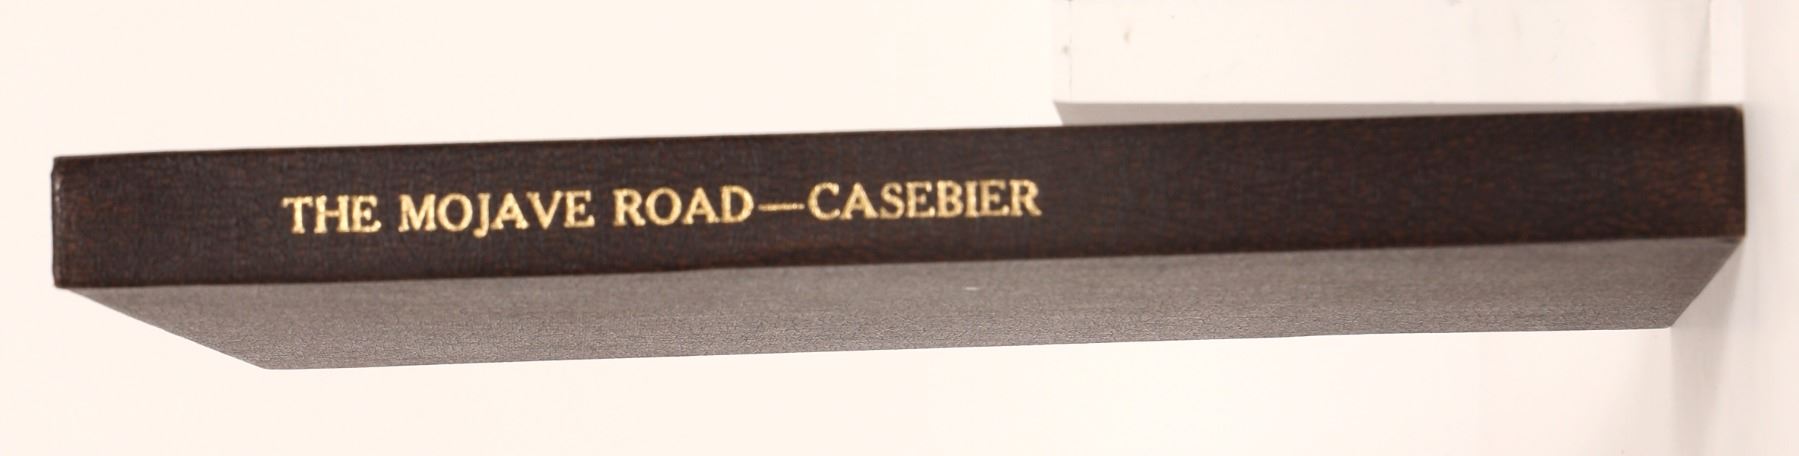 THE MOJAVE ROAD—CASEBIER